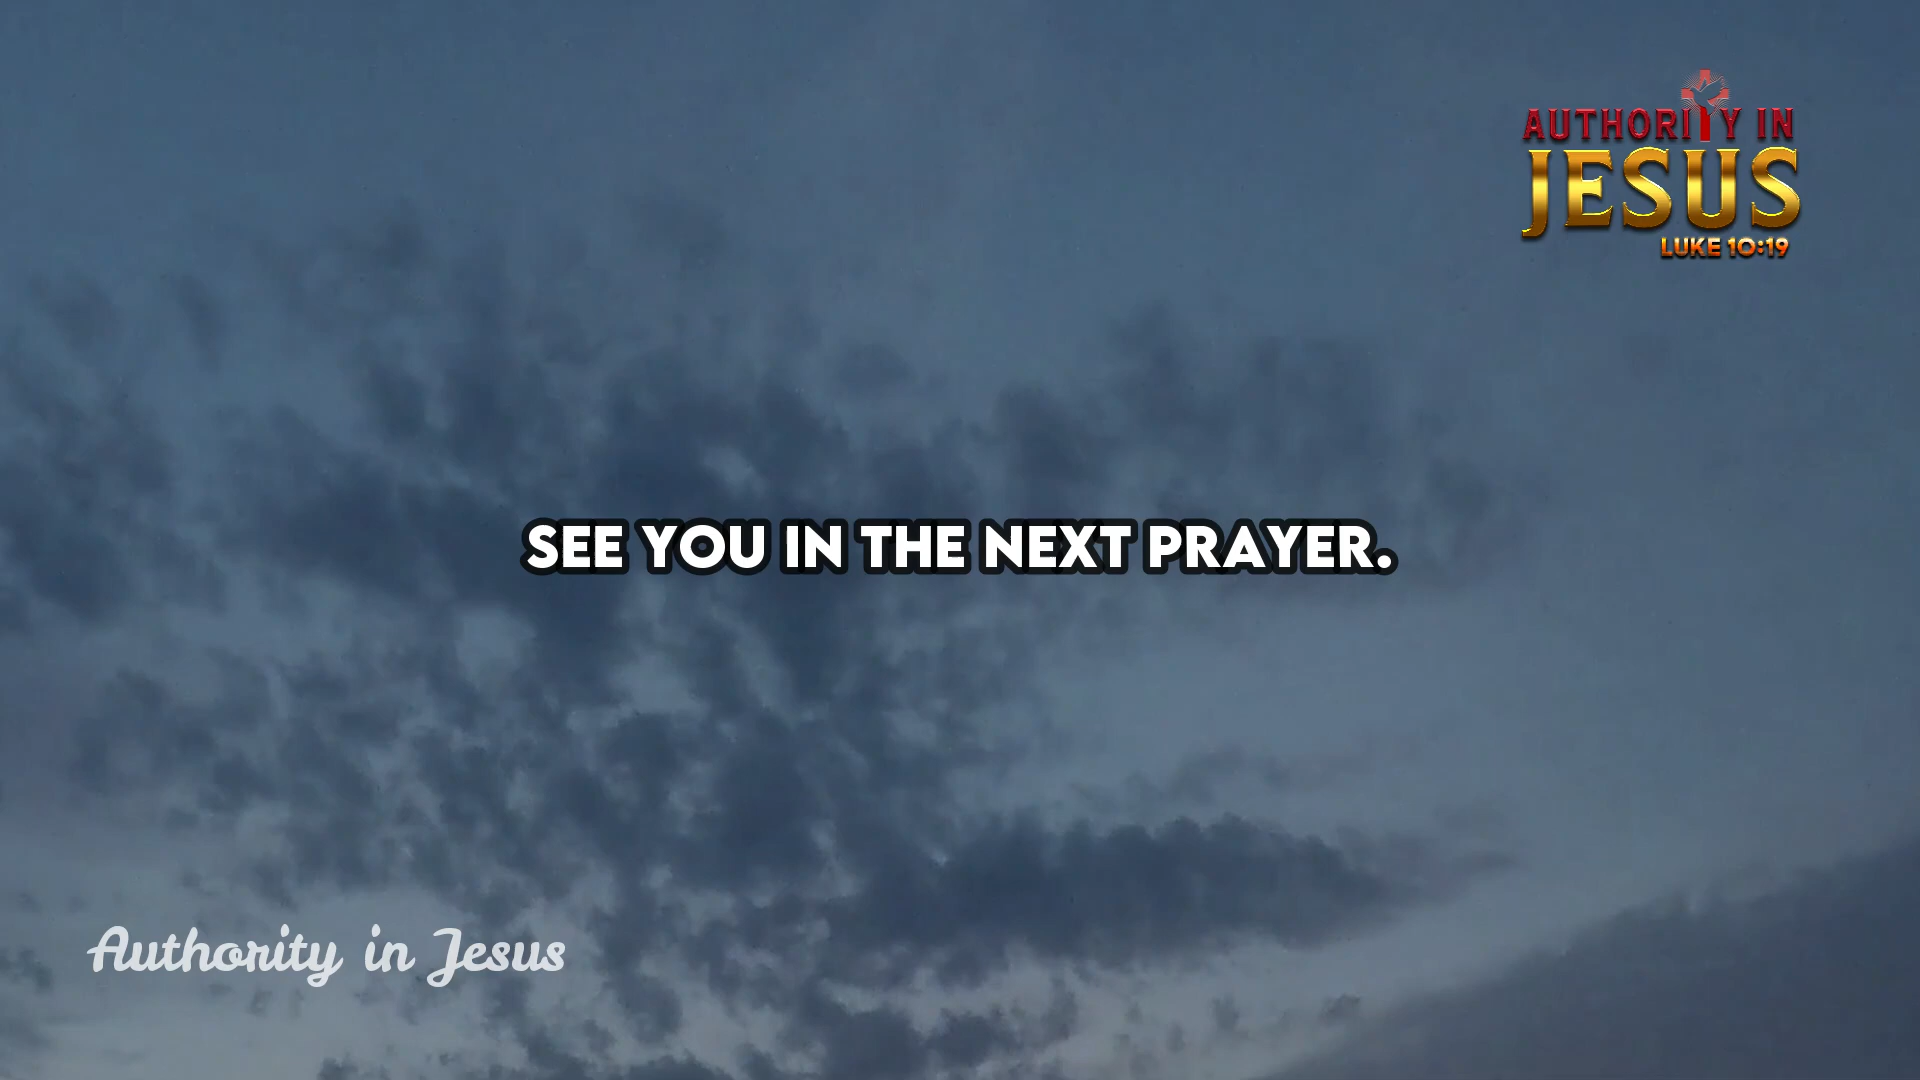 AUTHORITY IN
JESUS
LUKE 10:19
SEE YOU IN THE NEXT PRAYER.
Authority in Jesus